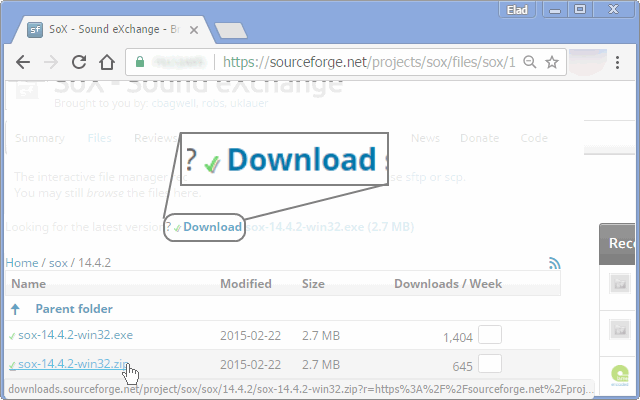 Elad
SoX - Sound eXchange - Br
https://sourceforge.net/projects/sox/files/sox/1
SoX - Sound eXchange
Brought to you by: cbagwell, robs, uklauer
Summary Files Reviews News Donate Code
? Download
The interactive file manager se sftp or scp.
You may still browse the files here.
Looking for the latest version ? Download sox-14.4.2-win32.exe (2.7 MB)
Rec
Home / sox / 14.4.2
Name Modified Size Downloads / Week
Parent folder
sox-14.4.2-win32.exe 2015-02-22 2.7 MB 1,404
sox-14.4.2-win32.zip 2015-02-22 2.7 MB 645
downloads.sourceforge.net/project/sox/sox/14.4.2/sox-14.4.2-win32.zip?r=https%3A%2F%2Fsourceforge.net%2Fproj...